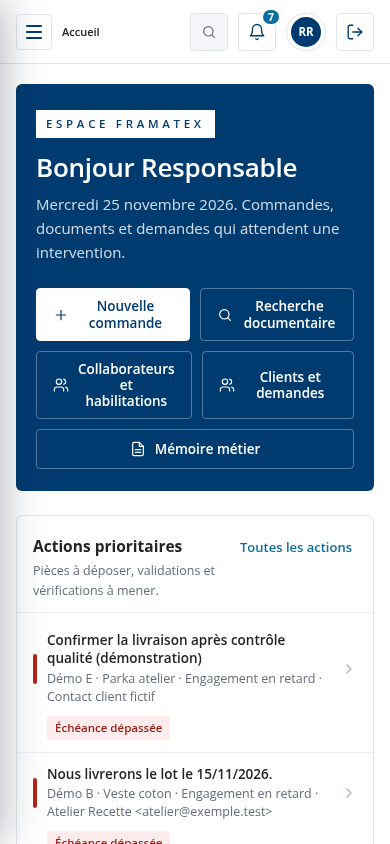 Accueil
7
RR
ESPACE FRAMATEX
Bonjour Responsable
Mercredi 25 novembre 2026. Commandes,
documents et demandes qui attendent une
intervention.
Nouvelle
commande
Recherche
documentaire
Collaborateurs
et
habilitations
Clients et
demandes
Mémoire métier
Actions prioritaires
Toutes les actions
Pièces à déposer, validations et
vérifications à mener.
Confirmer la livraison après contrôle
qualité (démonstration)
Démo E · Parka atelier · Engagement en retard ·
Contact client fictif
Échéance dépassée
Nous livrerons le lot le 15/11/2026.
Démo B · Veste coton · Engagement en retard ·
Atelier Recette <atelier@exemple.test>
Échéance dépassée